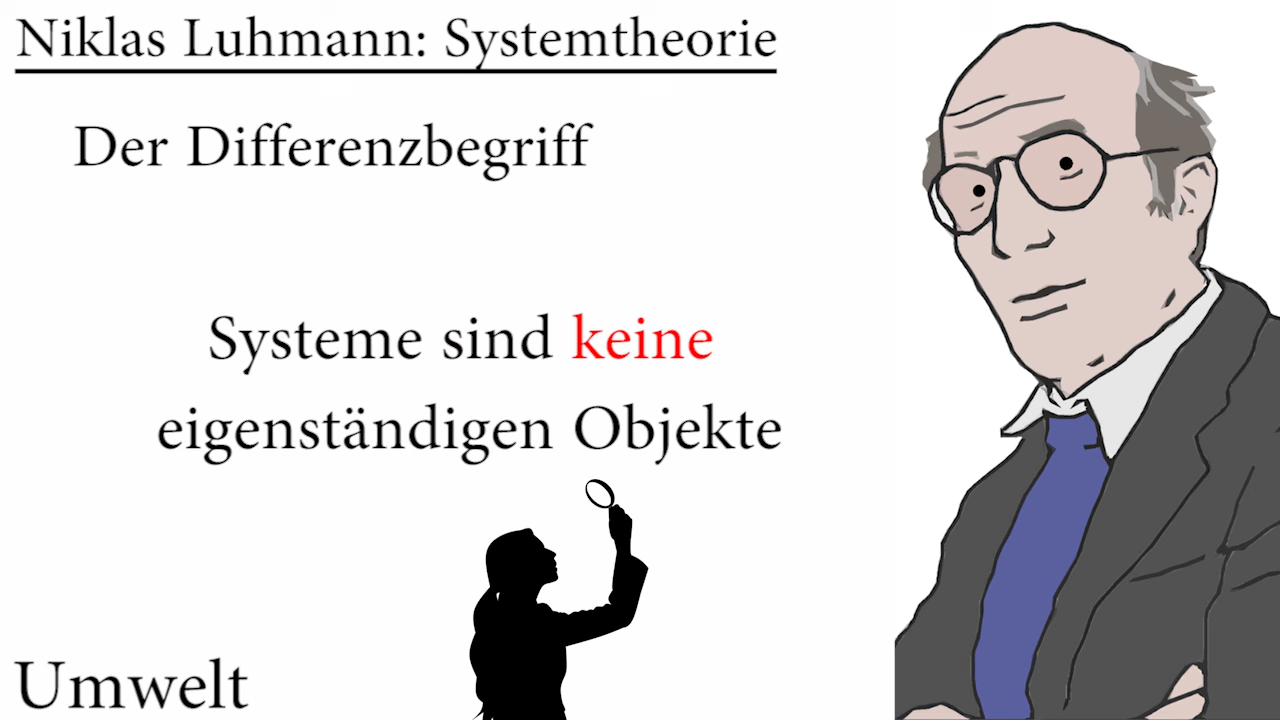 Niklas Luhmann: Systemtheorie
Der Differenzbegriff
Systeme sind keine
eigenständigen Objekte
Umwelt